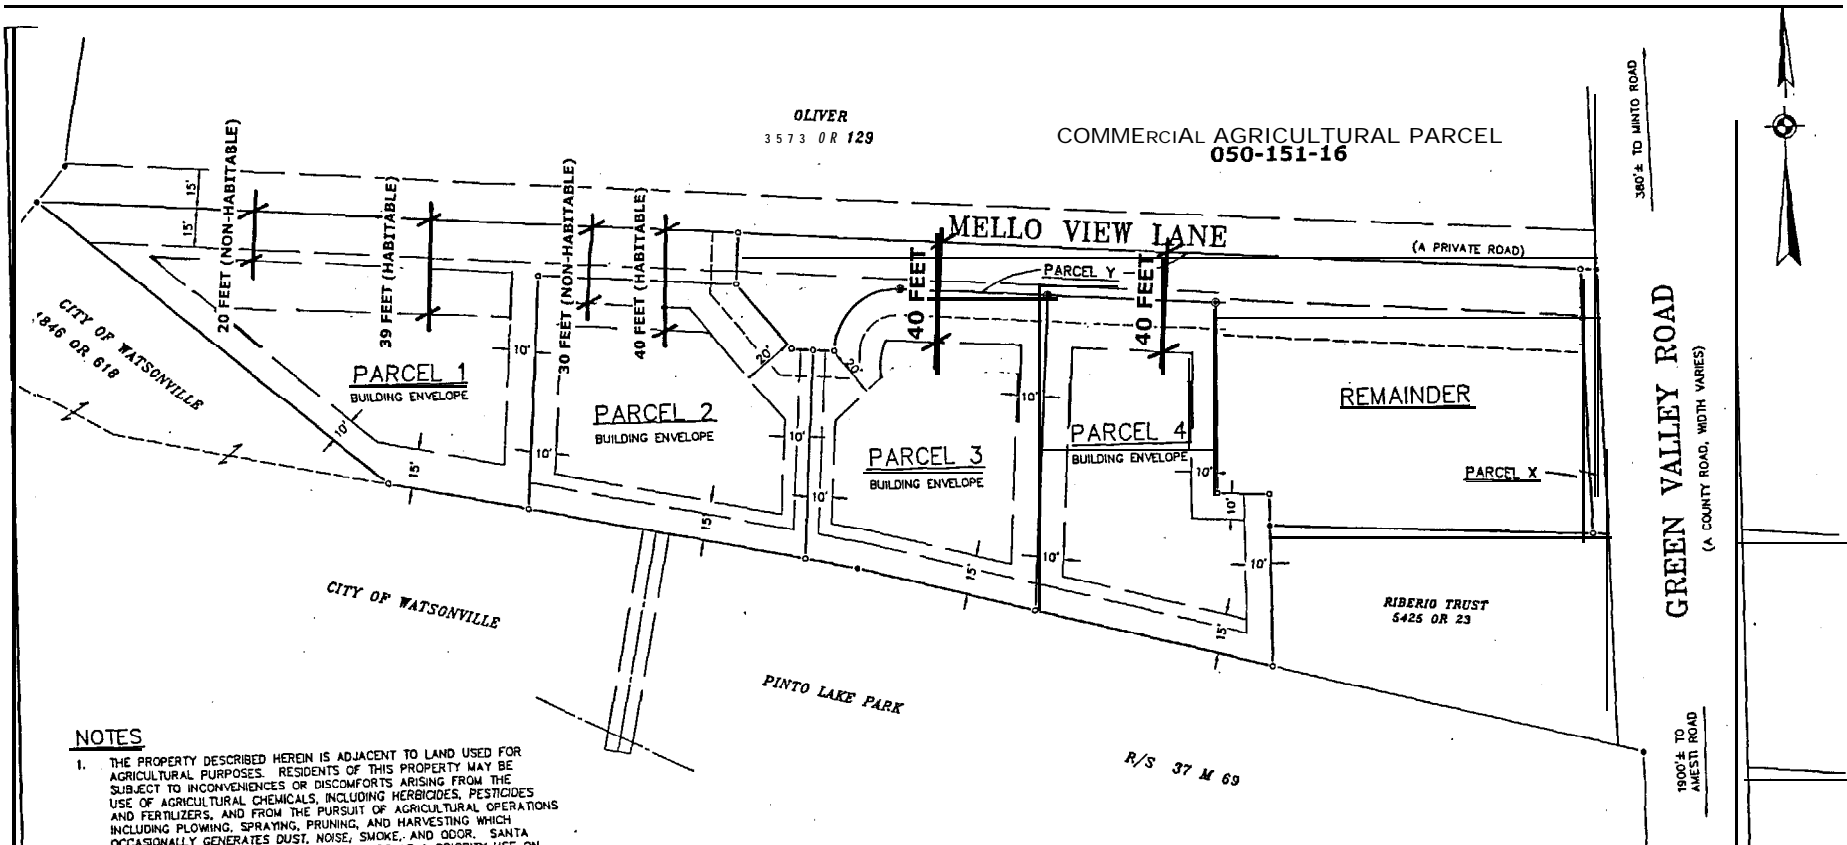 OLIVER
3573 OR 129
COMMERCIAL AGRICULTURAL PARCEL
050-151-16
380'± TO MINTO ROAD
15'
15'
20 FEET (NON-HABITABLE)
39 FEET (HABITABLE)
30 FEET (NON-HABITABLE)
40 FEET (HABITABLE)
MELLO VIEW LANE
(A PRIVATE ROAD)
40 FEET
PARCEL Y
40 FEET
CITY OF WATSONVILLE
1846 OR 618
10'
20'
20'
PARCEL 1
BUILDING ENVELOPE
PARCEL 2
BUILDING ENVELOPE
PARCEL 3
BUILDING ENVELOPE
PARCEL 4
BUILDING ENVELOPE
REMAINDER
PARCEL X
GREEN VALLEY ROAD
(A COUNTY ROAD, WIDTH VARIES)
10'
15'
10'
10'
10'
10'
10'
10'
15'
10'
10'
15'
15'
CITY OF WATSONVILLE
RIBERIO TRUST
5425 OR 23
PINTO LAKE PARK
R/S 37 M 69
1900'± TO
AMESTI ROAD
NOTES
1. THE PROPERTY DESCRIBED HEREIN IS ADJACENT TO LAND USED FOR
AGRICULTURAL PURPOSES. RESIDENTS OF THIS PROPERTY MAY BE
SUBJECT TO INCONVENIENCES OR DISCOMFORTS ARISING FROM THE
USE OF AGRICULTURAL CHEMICALS, INCLUDING HERBICIDES, PESTICIDES
AND FERTILIZERS, AND FROM THE PURSUIT OF AGRICULTURAL OPERATIONS
INCLUDING PLOWING, SPRAYING, PRUNING, AND HARVESTING WHICH
OCCASIONALLY GENERATES DUST, NOISE, SMOKE, AND ODOR. SANTA